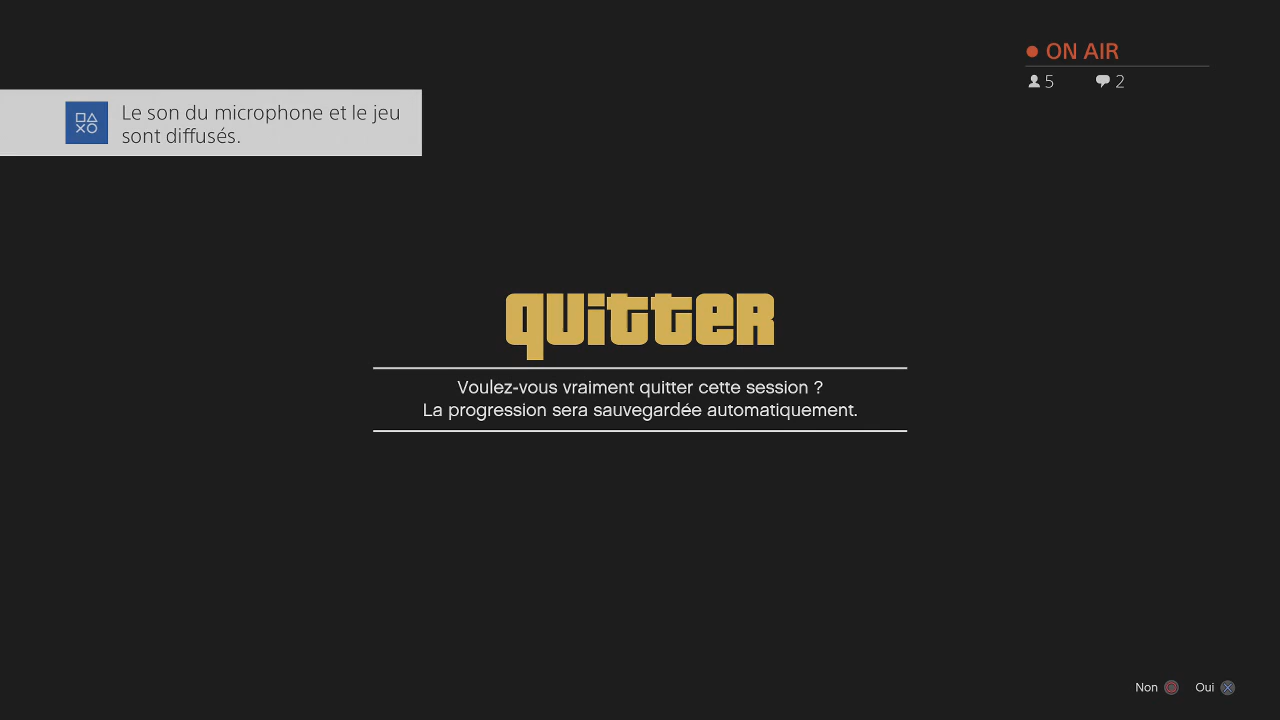 ON AIR
5 2
Le son du microphone et le jeu
sont diffusés.
quitter
Voulez-vous vraiment quitter cette session ?
La progression sera sauvegardée automatiquement.
Non Oui